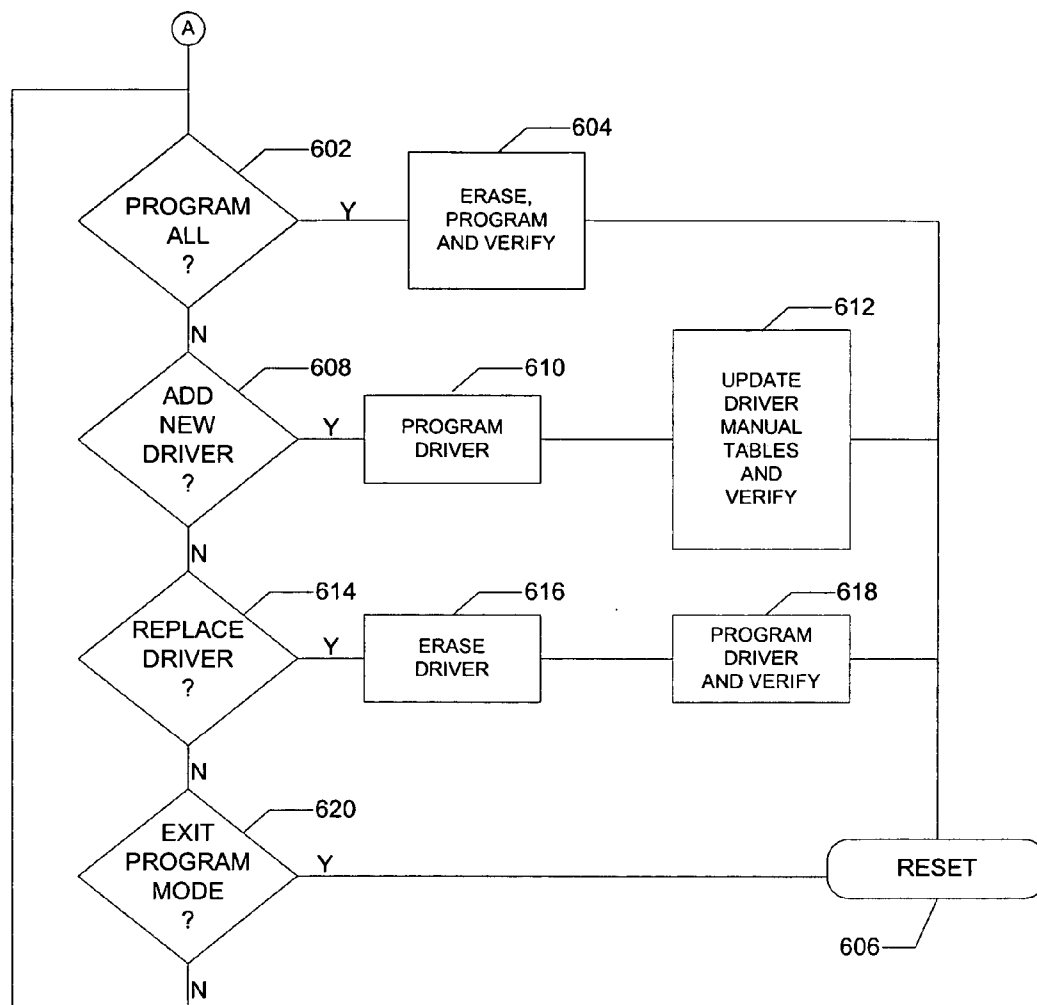 A
602
PROGRAM
ALL
?
Y
604
ERASE,
PROGRAM
AND VERIFY
N
608
ADD
NEW
DRIVER
?
Y
610
PROGRAM
DRIVER
612
UPDATE
DRIVER
MANUAL
TABLES
AND
VERIFY
N
614
REPLACE
DRIVER
?
Y
616
ERASE
DRIVER
618
PROGRAM
DRIVER
AND VERIFY
N
620
EXIT
PROGRAM
MODE
?
Y
RESET
606
N